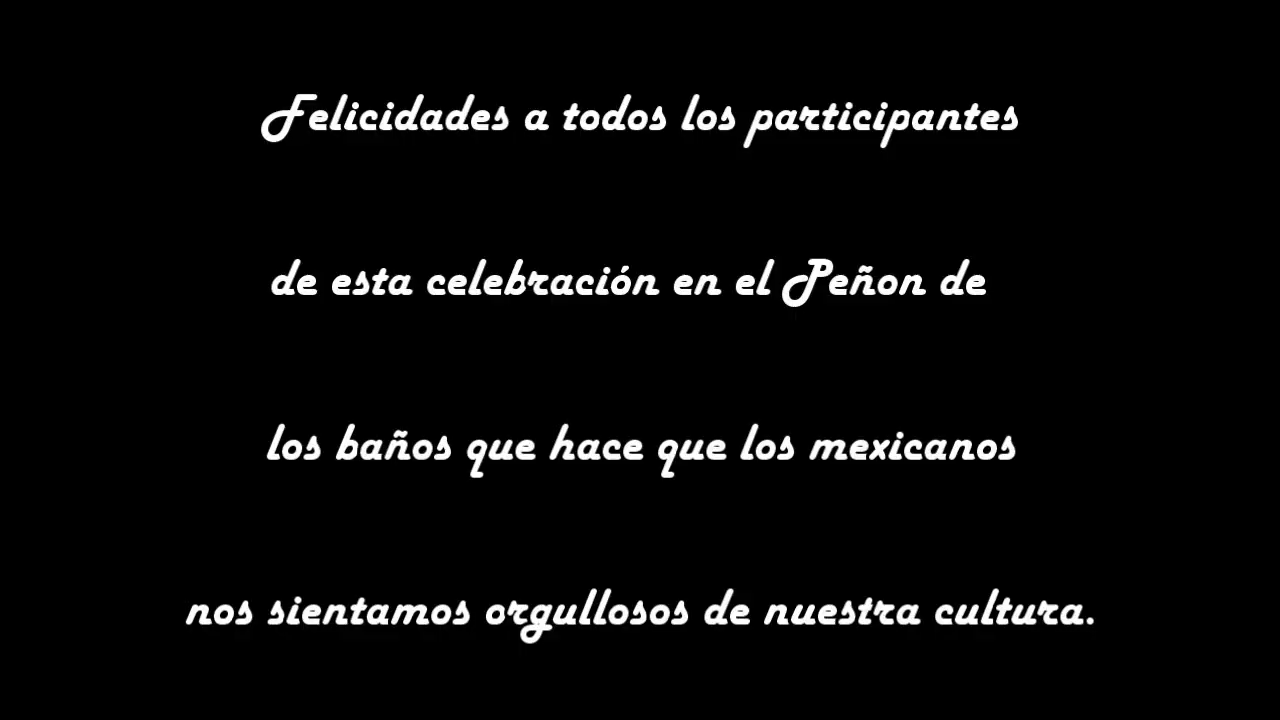 Felicidades a todos los participantes
de esta celebración en el Peñon de
los baños que hace que los mexicanos
nos sientamos orgullosos de nuestra cultura.